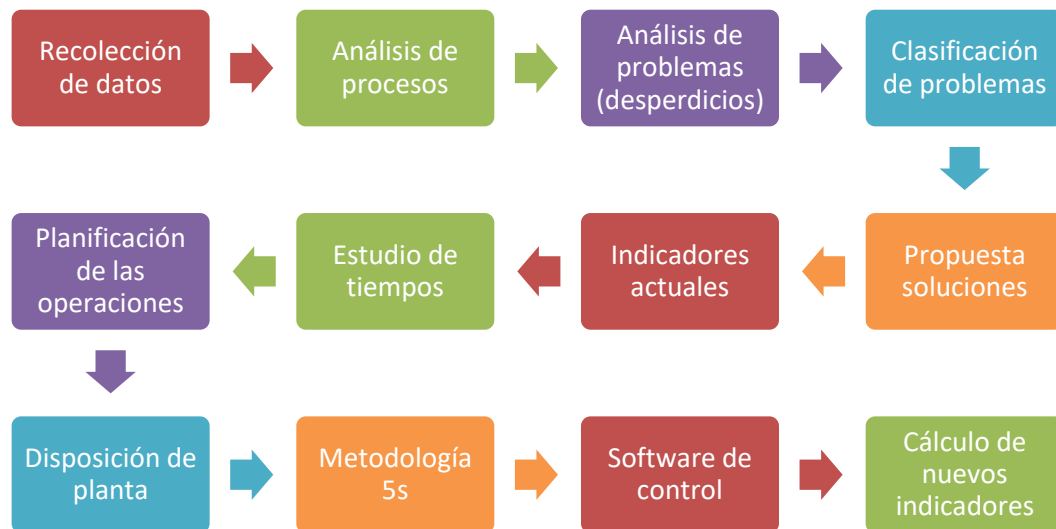 Recolección
de datos
Análisis de
procesos
Análisis de
problemas
(desperdicios)
Clasificación
de problemas
Planificación
de las
operaciones
Estudio de
tiempos
Indicadores
actuales
Propuesta
soluciones
Disposición de
planta
Metodología
5s
Software de
control
Cálculo de
nuevos
indicadores